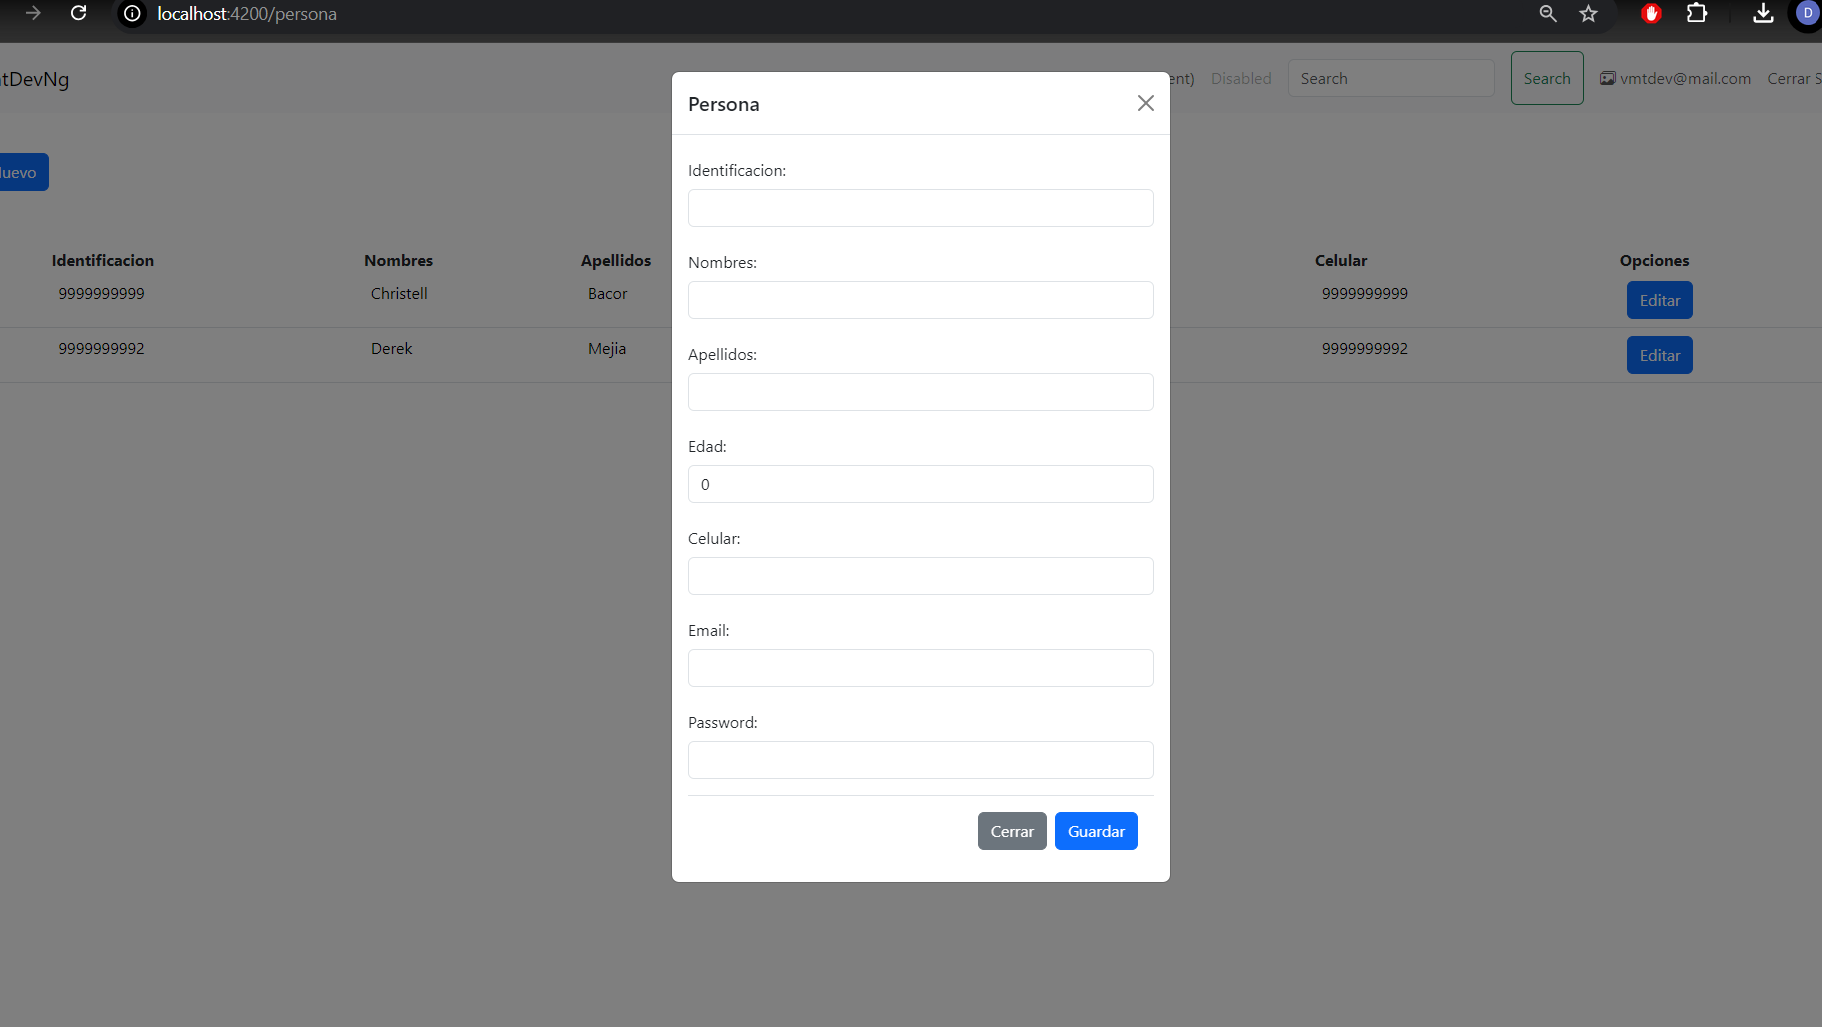 localhost:4200/persona
D
tDevNg
ent) Disabled Search Search vmtdev@mail.com Cerrar S
uevo
Identificacion Nombres Apellidos Celular Opciones
9999999999 Christell Bacor 9999999999 Editar
9999999992 Derek Mejia 9999999992 Editar
Persona
Identificacion:
Nombres:
Apellidos:
Edad:
0
Celular:
Email:
Password:
Cerrar Guardar